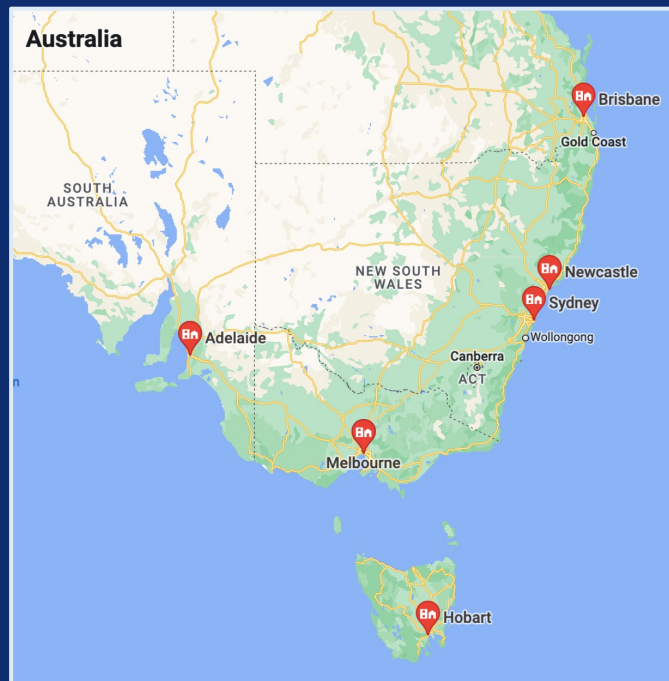 Australia
Brisbane
Gold Coast
SOUTH
AUSTRALIA
Newcastle
NEW SOUTH
WALES
Sydney
Adelaide
Wollongong
Canberra
ACT
n
Melbourne
Hobart